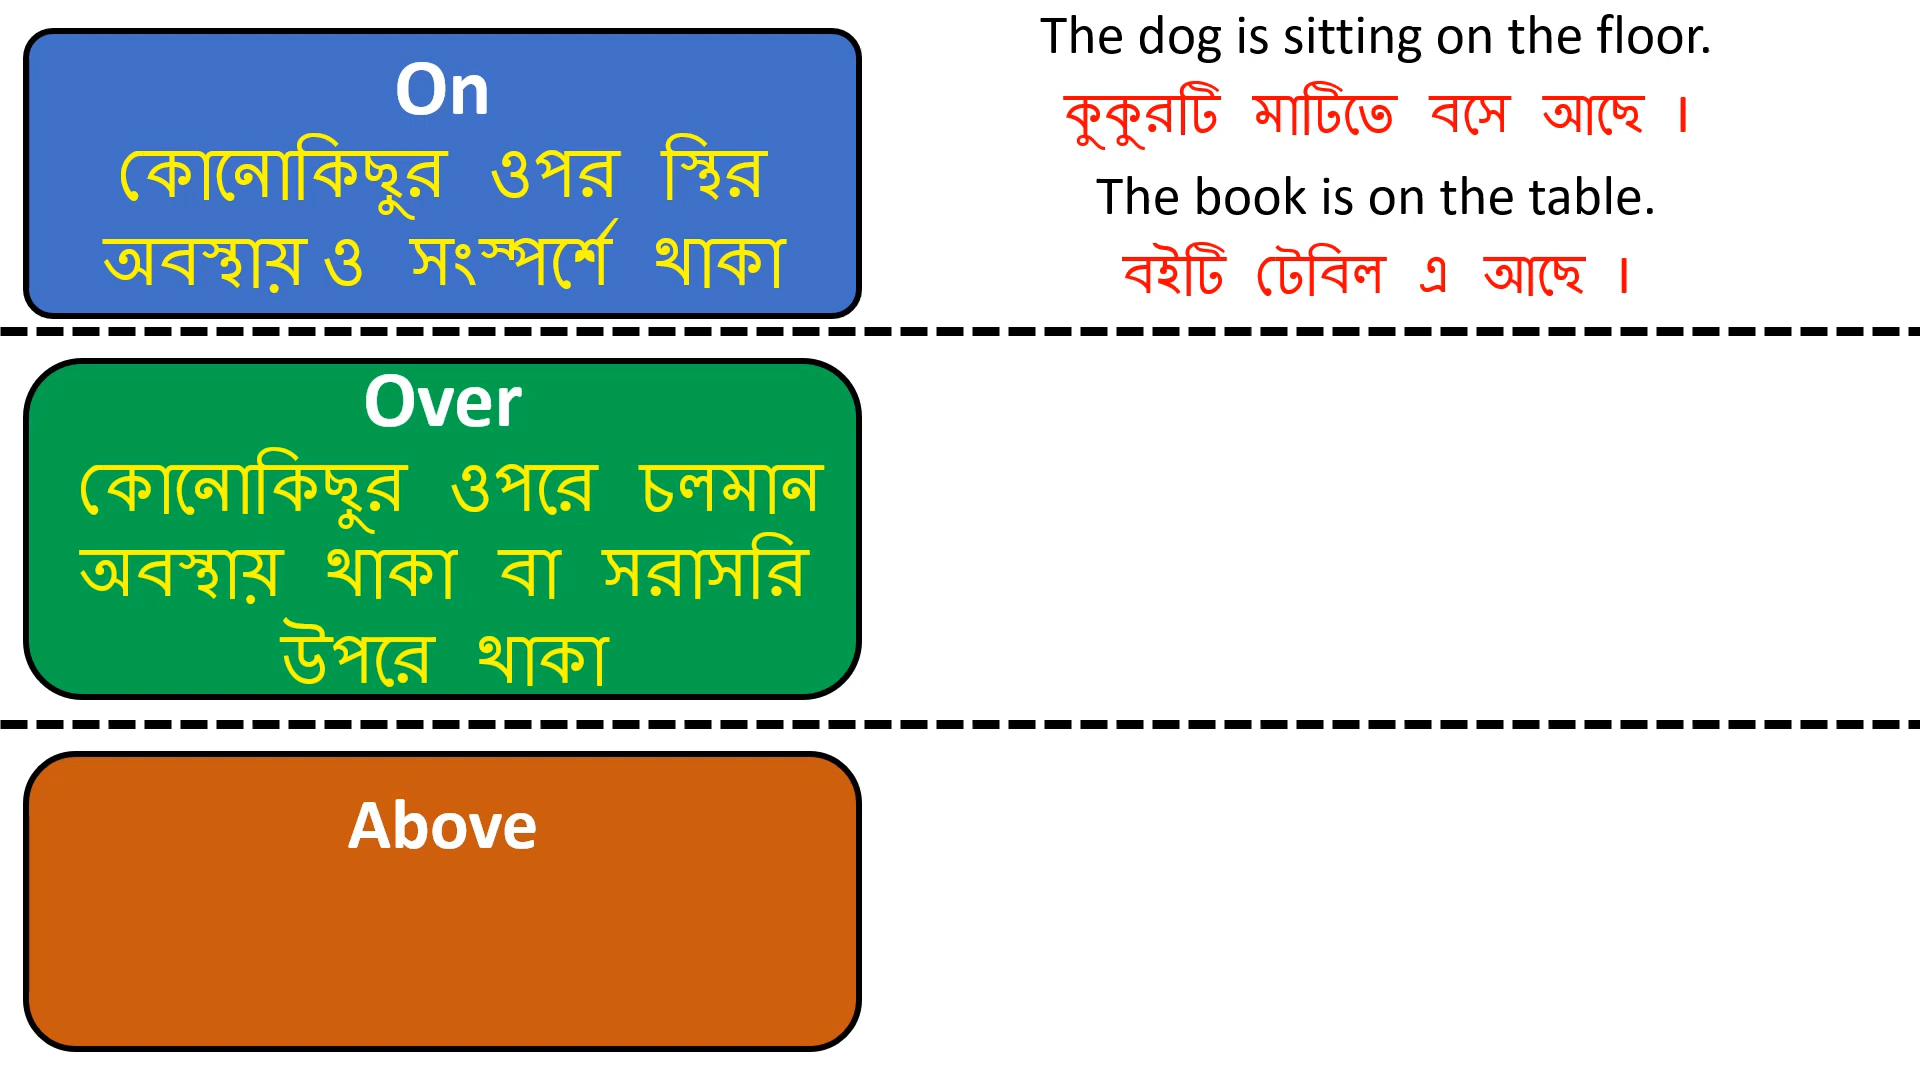 On
কোনোকিছুর ওপর স্থির
অবস্থায় ও সংস্পর্শে থাকা
The dog is sitting on the floor.
কুকুরটি মাটিতে বসে আছে ।
The book is on the table.
বইটি টেবিল এ আছে ।
Over
কোনোকিছুর ওপরে চলমান
অবস্থায় থাকা বা সরাসরি
উপরে থাকা
Above